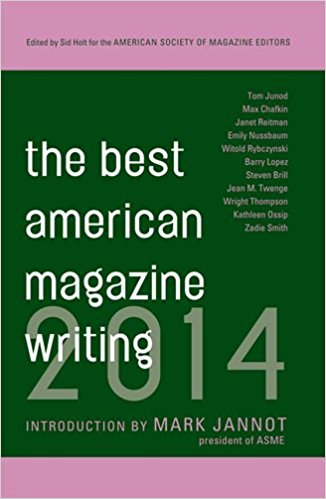 Edited by Sid Holt for the AMERICAN SOCIETY OF MAGAZINE EDITORS
Tom Junod
Max Chafkin
Janet Reitman
Emily Nussbaum
Witold Rybczynski
Barry Lopez
Steven Brill
Jean M. Twenge
Wright Thompson
Kathleen Ossip
Zadie Smith
the best
american
magazine
writing
2014
INTRODUCTION BY MARK JANNOT
president of ASME